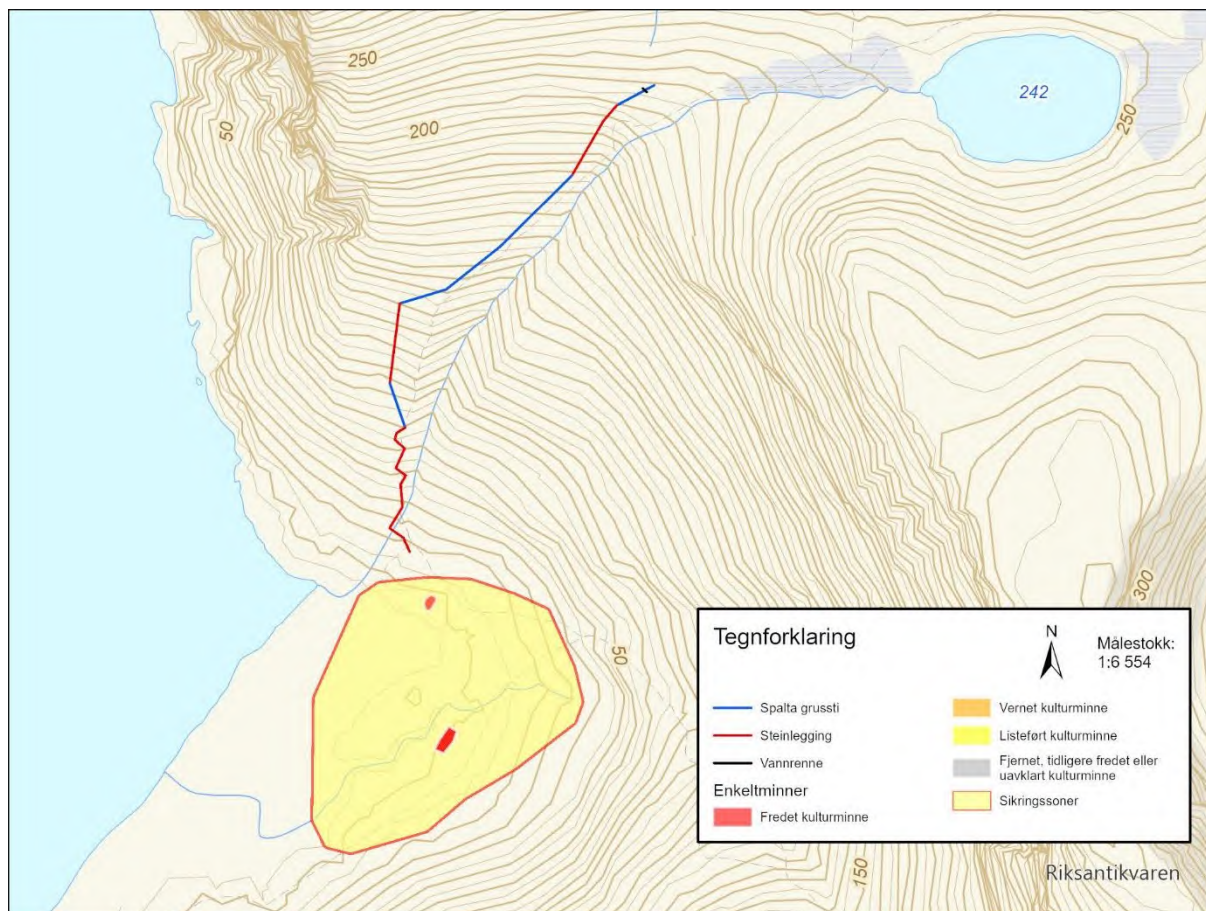 250
50
200
242
250
50
300
150
Tegnforklaring
N
Målestokk:
1:6 554
Spalta grussti
Steinlegging
Vannrenne
Enkeltminner
Fredet kulturminne
Vernet kulturminne
Listeført kulturminne
Fjernet, tidligere fredet eller
uavklart kulturminne
Sikringssoner
Riksantikvaren